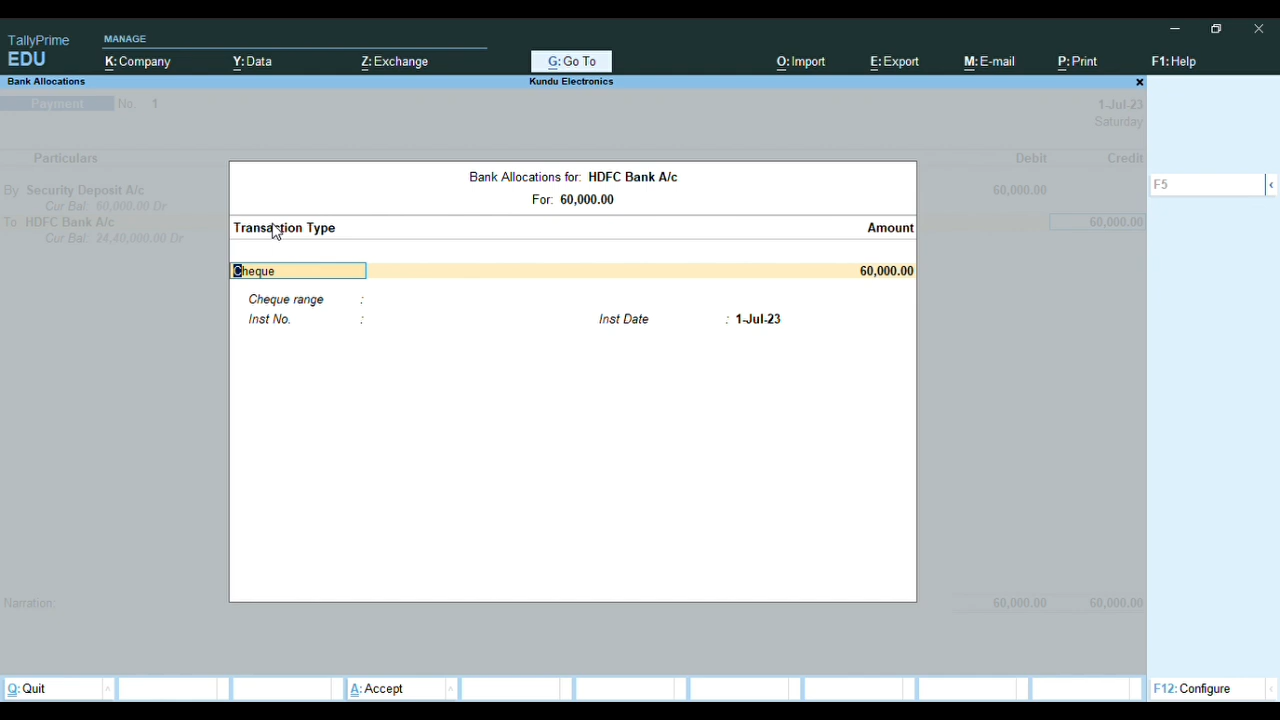 TallyPrime
EDU
MANAGE
K: Company
Y: Data
Z: Exchange
G: Go To
O: Import
E: Export
M: E-mail
P: Print
F1: Help
Bank Allocations
Kundu Electronics
Payment No. 1
1-Jul-23
Saturday
Particulars
Debit
Credit
By Security Deposit A/c
60,000.00
Cur Bal: 60,000.00 Dr
To HDFC Bank A/c
60,000.00
Cur Bal: 24,40,000.00 Dr
Bank Allocations for: HDFC Bank A/c
For: 60,000.00
Transaction Type
Amount
Cheque
60,000.00
Cheque range :
Inst No. :
Inst Date : 1-Jul-23
F5
Narration:
60,000.00
60,000.00
Q: Quit
A: Accept
F12: Configure